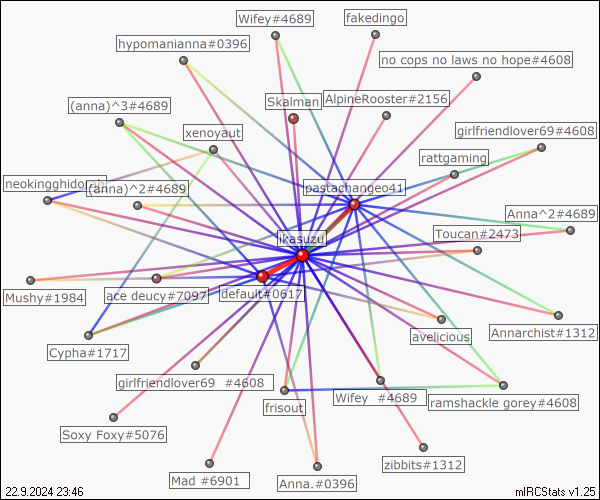 Wifey#4689
fakedingo
hypomanianna#0396
no cops no laws no hope#4608
Skalman
AlpineRooster#2156
(anna)^3#4689
xenoyaut
girlfriendlover69#4608
rattgaming
(anna)^2#4689
pastachangeo41
Anna^2#4689
Toucan#2473
ikasuzu
Mushy#1984
ace deucy#7097
default#0617
Annarchist#1312
avelicious
Cypha#1717
girlfriendlover69 #4608
Wifey #4689
ramshackle gorey#4608
frisout
Soxy Foxy#5076
zibbits#1312
Mad #6901
Anna.#0396
22.9.2024 23:46
mIRCStats v1.25